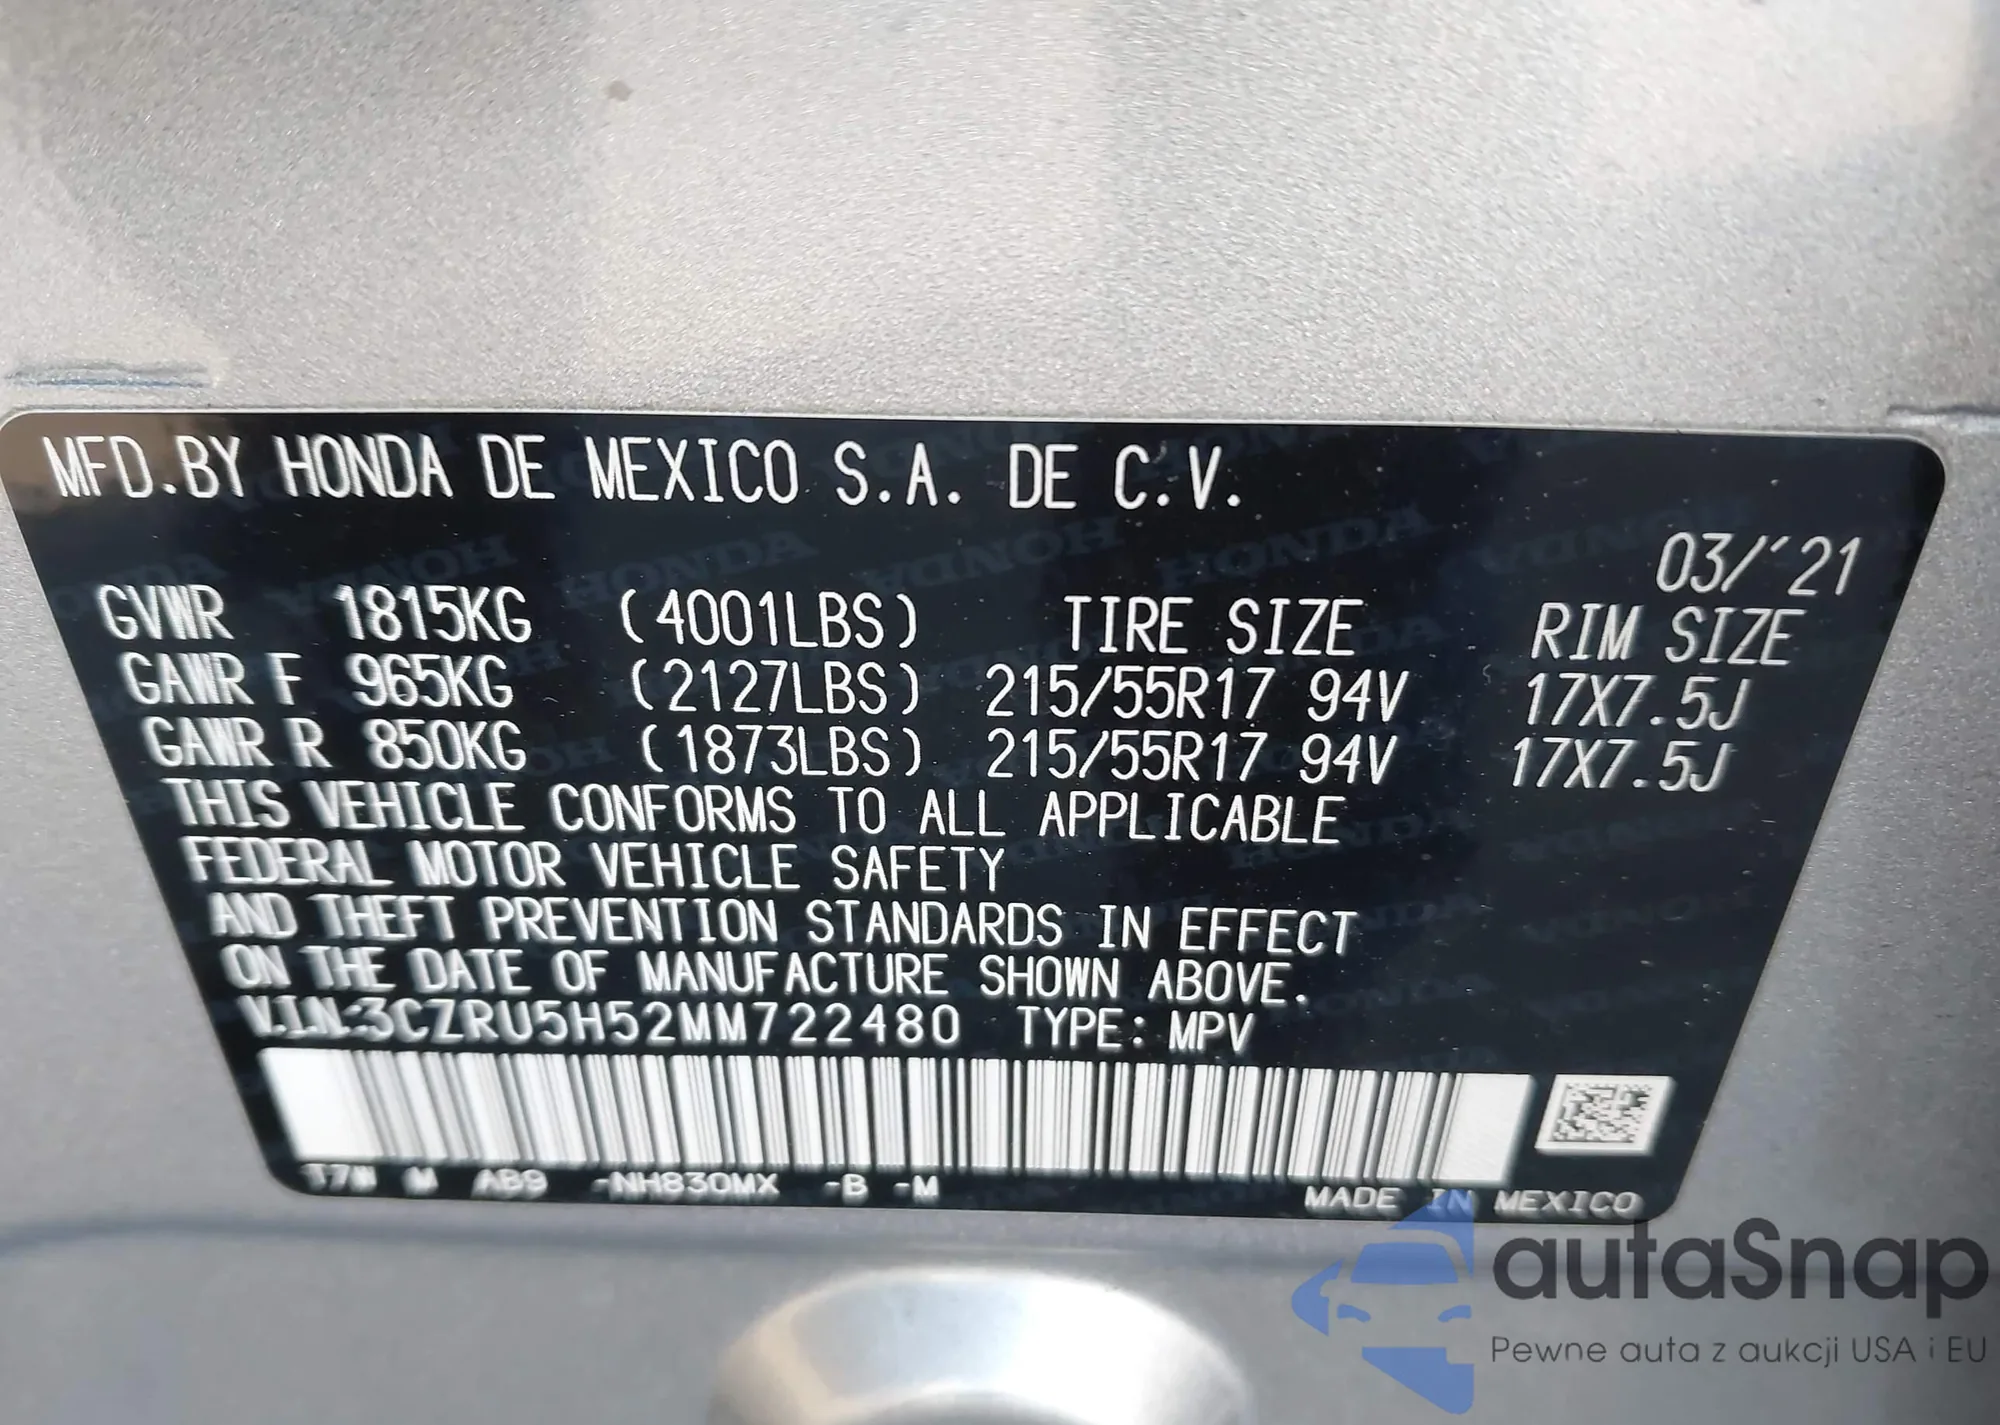 MFD.BY HONDA DE MEXICO S.A. DE C.V.
03/'21
GVWR 1815KG (4001LBS) TIRE SIZE RIM SIZE
GAWR F 965KG (2127LBS) 215/55R17 94V 17X7.5J
GAWR R 850KG (1873LBS) 215/55R17 94V 17X7.5J
THIS VEHICLE CONFORMS TO ALL APPLICABLE
FEDERAL MOTOR VEHICLE SAFETY
AND THEFT PREVENTION STANDARDS IN EFFECT
ON THE DATE OF MANUFACTURE SHOWN ABOVE.
V.I.N.:3CZRU5H52MM722480 TYPE: MPV
T7W M AB9 -NH830MX -B -M
MADE IN MEXICO
autaSnap
Pewne auta z aukcji USA i EU